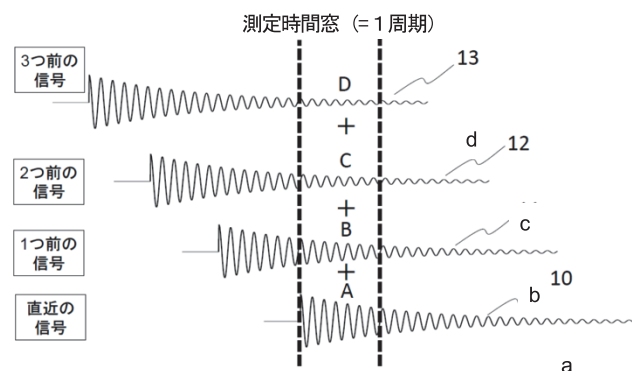 測定時間窓（=１周期）
3つ前の
信号
D
13
+
2つ前の
信号
C
d
12
+
1つ前の
信号
B
c
+
直近の
信号
A
b
10
a